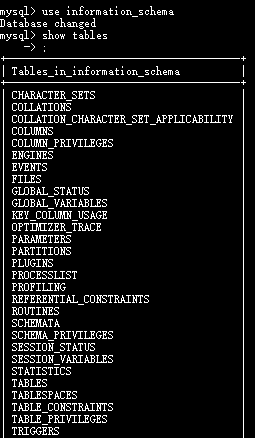 mysql> use information_schema
Database changed
mysql> show tables
    -> ;
Tables_in_information_schema
CHARACTER_SETS
COLLATIONS
COLLATION_CHARACTER_SET_APPLICABILITY
COLUMNS
COLUMN_PRIVILEGES
ENGINES
EVENTS
FILES
GLOBAL_STATUS
GLOBAL_VARIABLES
KEY_COLUMN_USAGE
OPTIMIZER_TRACE
PARAMETERS
PARTITIONS
PLUGINS
PROCESSLIST
PROFILING
REFERENTIAL_CONSTRAINTS
ROUTINES
SCHEMATA
SCHEMA_PRIVILEGES
SESSION_STATUS
SESSION_VARIABLES
STATISTICS
TABLES
TABLESPACES
TABLE_CONSTRAINTS
TABLE_PRIVILEGES
TRIGGERS